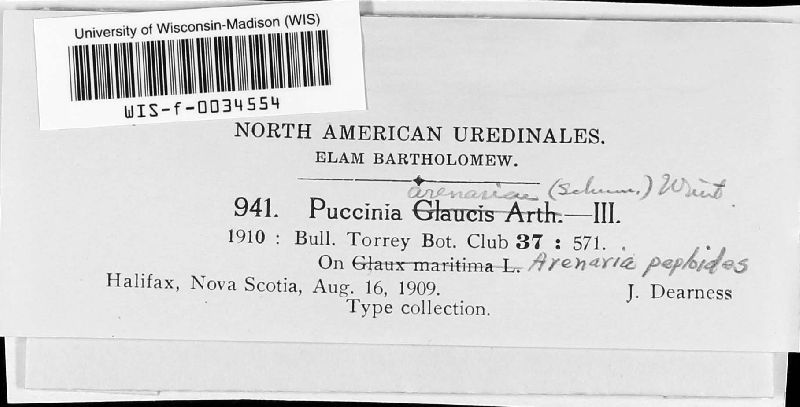 University of Wisconsin-Madison (WIS)
WIS-f-0034554
NORTH AMERICAN UREDINALES.
ELAM BARTHOLOMEW.
arenariae (Schum.) Wint.
941. Puccinia Glaucis Arth.—III.
1910 : Bull. Torrey Bot. Club 37 : 571.
On Glaux maritima L. Arenaria peploides
Halifax, Nova Scotia, Aug. 16, 1909. J. Dearness
Type collection.